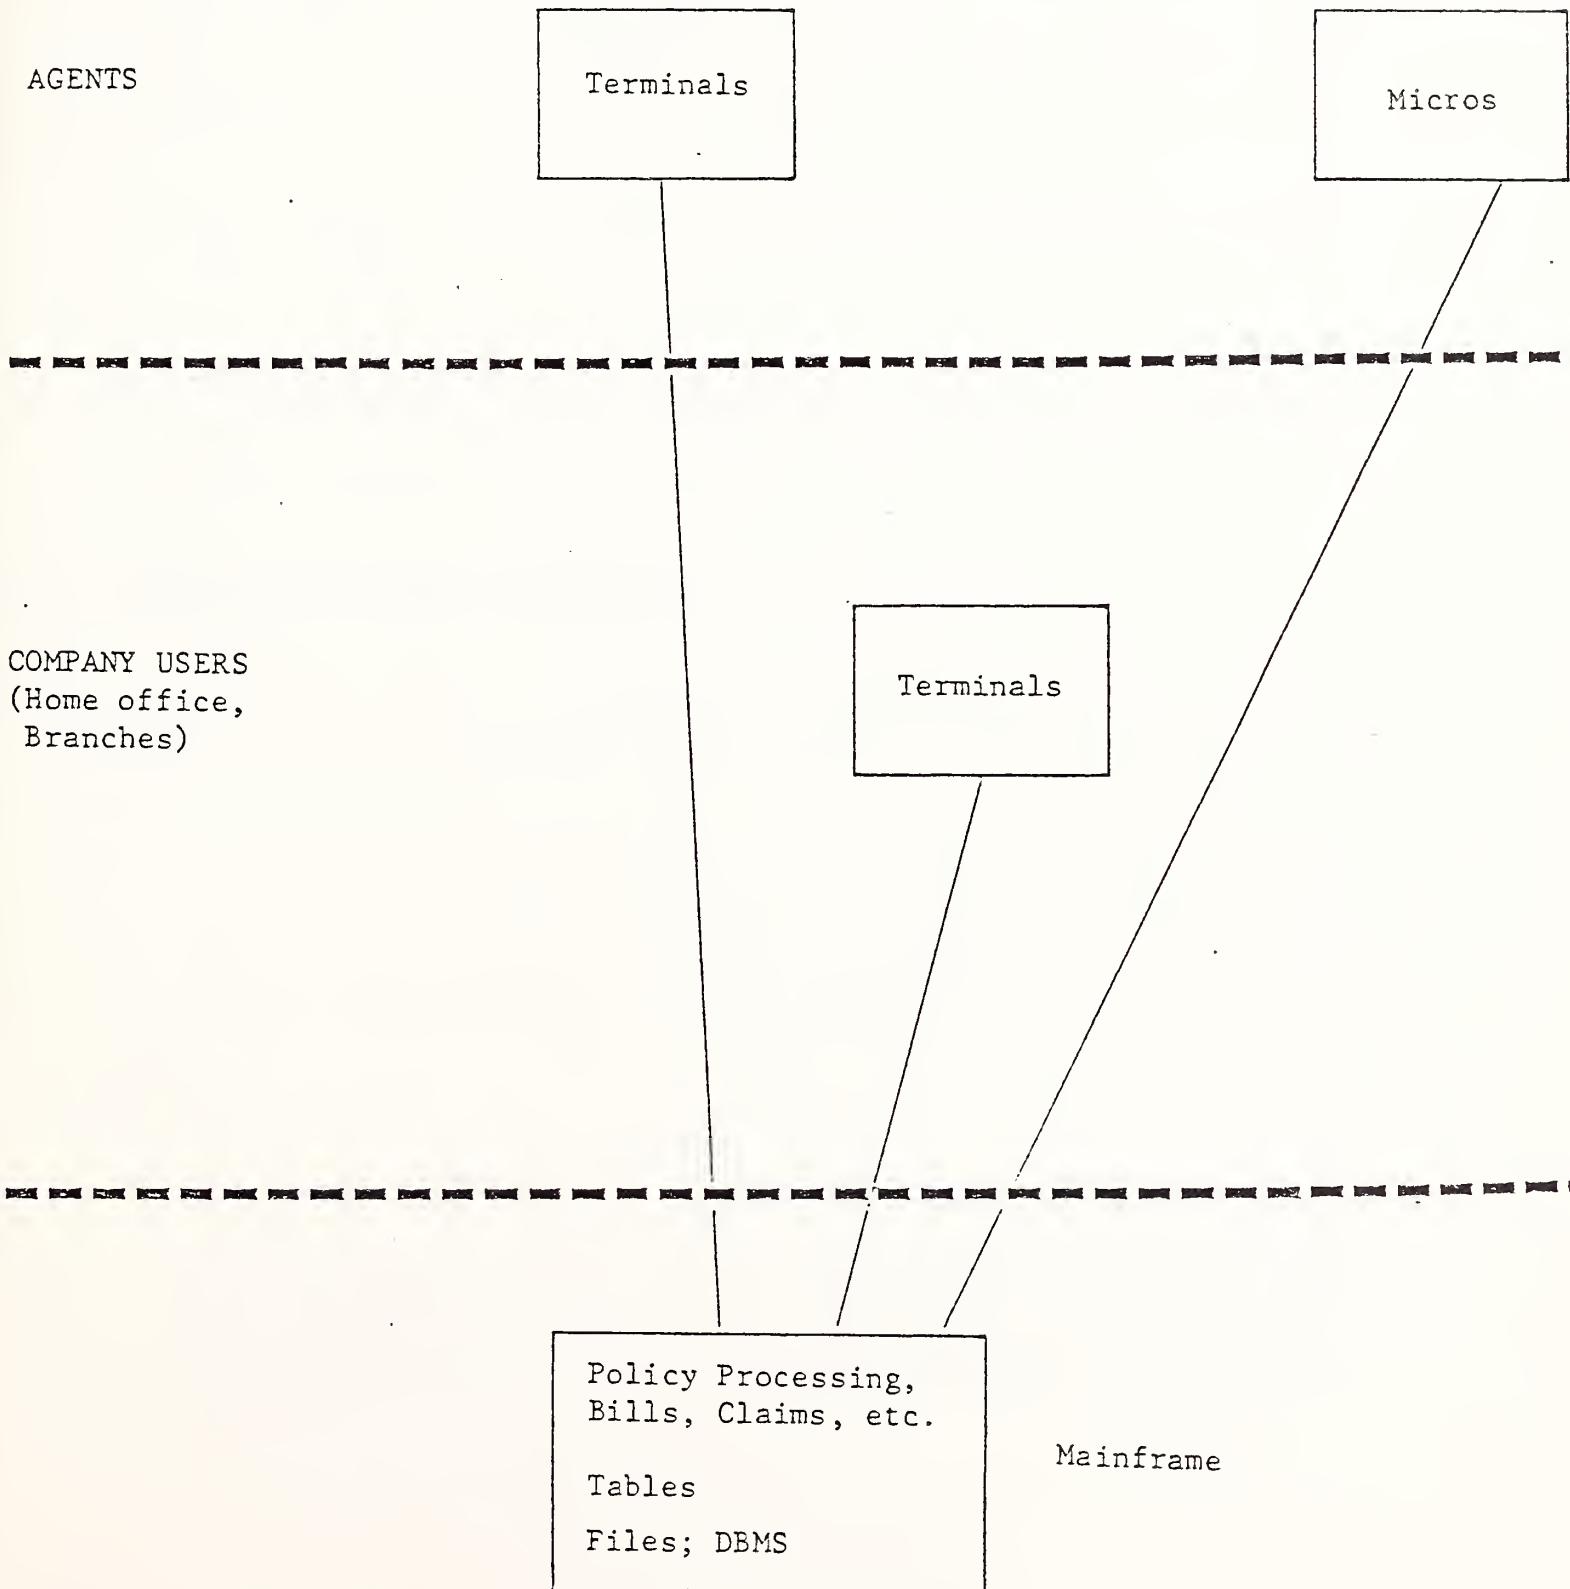 AGENTS
Terminals
Micros
COMPANY USERS
(Home office,
Branches)
Terminals
Policy Processing,
Bills, Claims, etc.
Tables
Files; DBMS
Mainframe